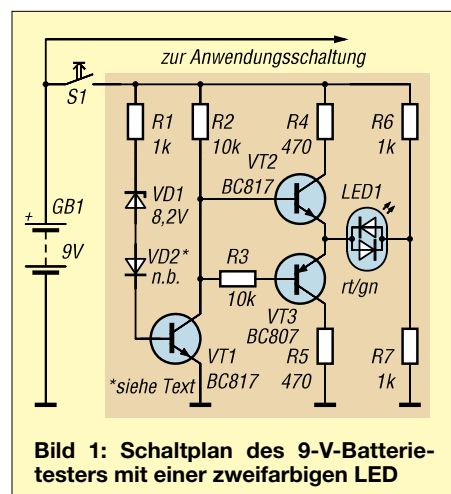 zur Anwendungsschaltung
S1
R1
1k
R2
10k
R4
470
R6
1k
VT2
BC817
LED1
VD1
8,2V
GB1
+
9V
VD2*
n.b.
R3
10k
rt/gn
VT3
BC807
R7
1k
*siehe Text
VT1
BC817
R5
470
Bild 1: Schaltplan des 9-V-Batterie-
testers mit einer zweifarbigen LED